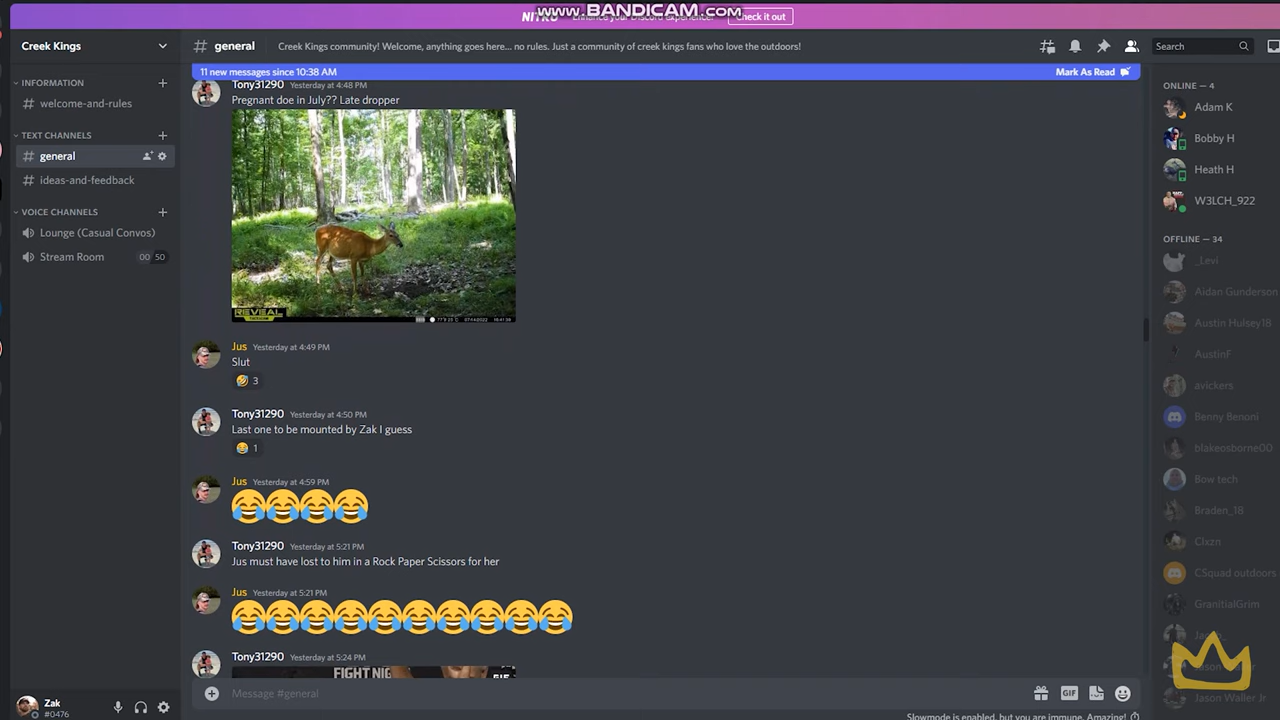 www.BANDICAM.com
NITRO Enhance your Discord experience! Check it out
Creek Kings
# general Creek Kings community! Welcome, anything goes here... no rules. Just a community of creek kings fans who love the outdoors!
Search
11 new messages since 10:38 AM Mark As Read
INFORMATION
# welcome-and-rules
TEXT CHANNELS
# general
# ideas-and-feedback
VOICE CHANNELS
Lounge (Casual Convos)
Stream Room 00 50
Tony31290 Yesterday at 4:48 PM
Pregnant doe in July?? Late dropper
REVEAL
Jus Yesterday at 4:49 PM
Slut
🤣 3
Tony31290 Yesterday at 4:50 PM
Last one to be mounted by Zak I guess
😂 1
Jus Yesterday at 4:59 PM
😂😂😂😂
Tony31290 Yesterday at 5:21 PM
Jus must have lost to him in a Rock Paper Scissors for her
Jus Yesterday at 5:21 PM
😂😂😂😂😂😂😂😂😂😂
Tony31290 Yesterday at 5:24 PM
FIGHT
GIF
Message #general
GIF
Slowmode is enabled, but you are immune. Amazing!
Zak
#0476
ONLINE — 4
Adam K
Bobby H
Heath H
W3LCH_922
OFFLINE — 34
_Levi
Aidan Gunderson
Austin Hulsey18
AustinF
avickers
Benny Benoni
blakeosborne00
Bow tech
Braden_18
CSquad outdoors
GranitialGrim
Jason Waller Jr